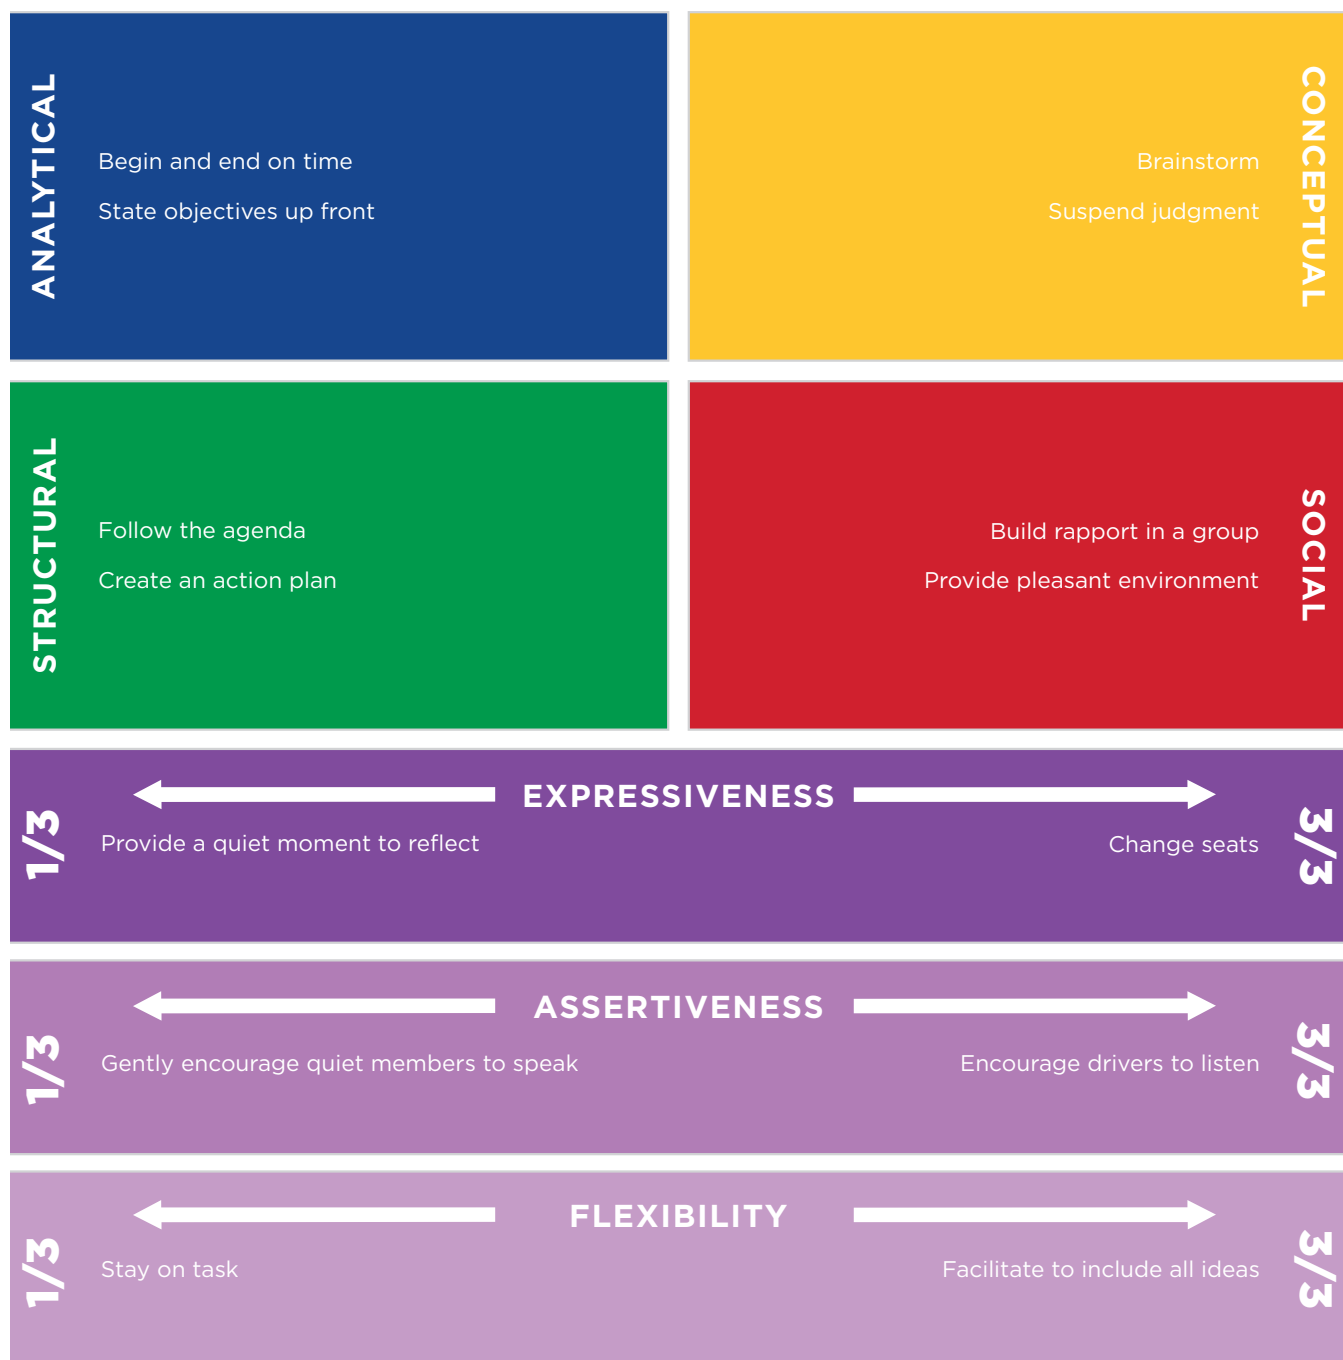 ANALYTICAL
Begin and end on time
State objectives up front
CONCEPTUAL
Brainstorm
Suspend judgment
STRUCTURAL
Follow the agenda
Create an action plan
SOCIAL
Build rapport in a group
Provide pleasant environment
EXPRESSIVENESS
1/3
Provide a quiet moment to reflect
Change seats
3/3
ASSERTIVENESS
1/3
Gently encourage quiet members to speak
Encourage drivers to listen
3/3
FLEXIBILITY
1/3
Stay on task
Facilitate to include all ideas
3/3